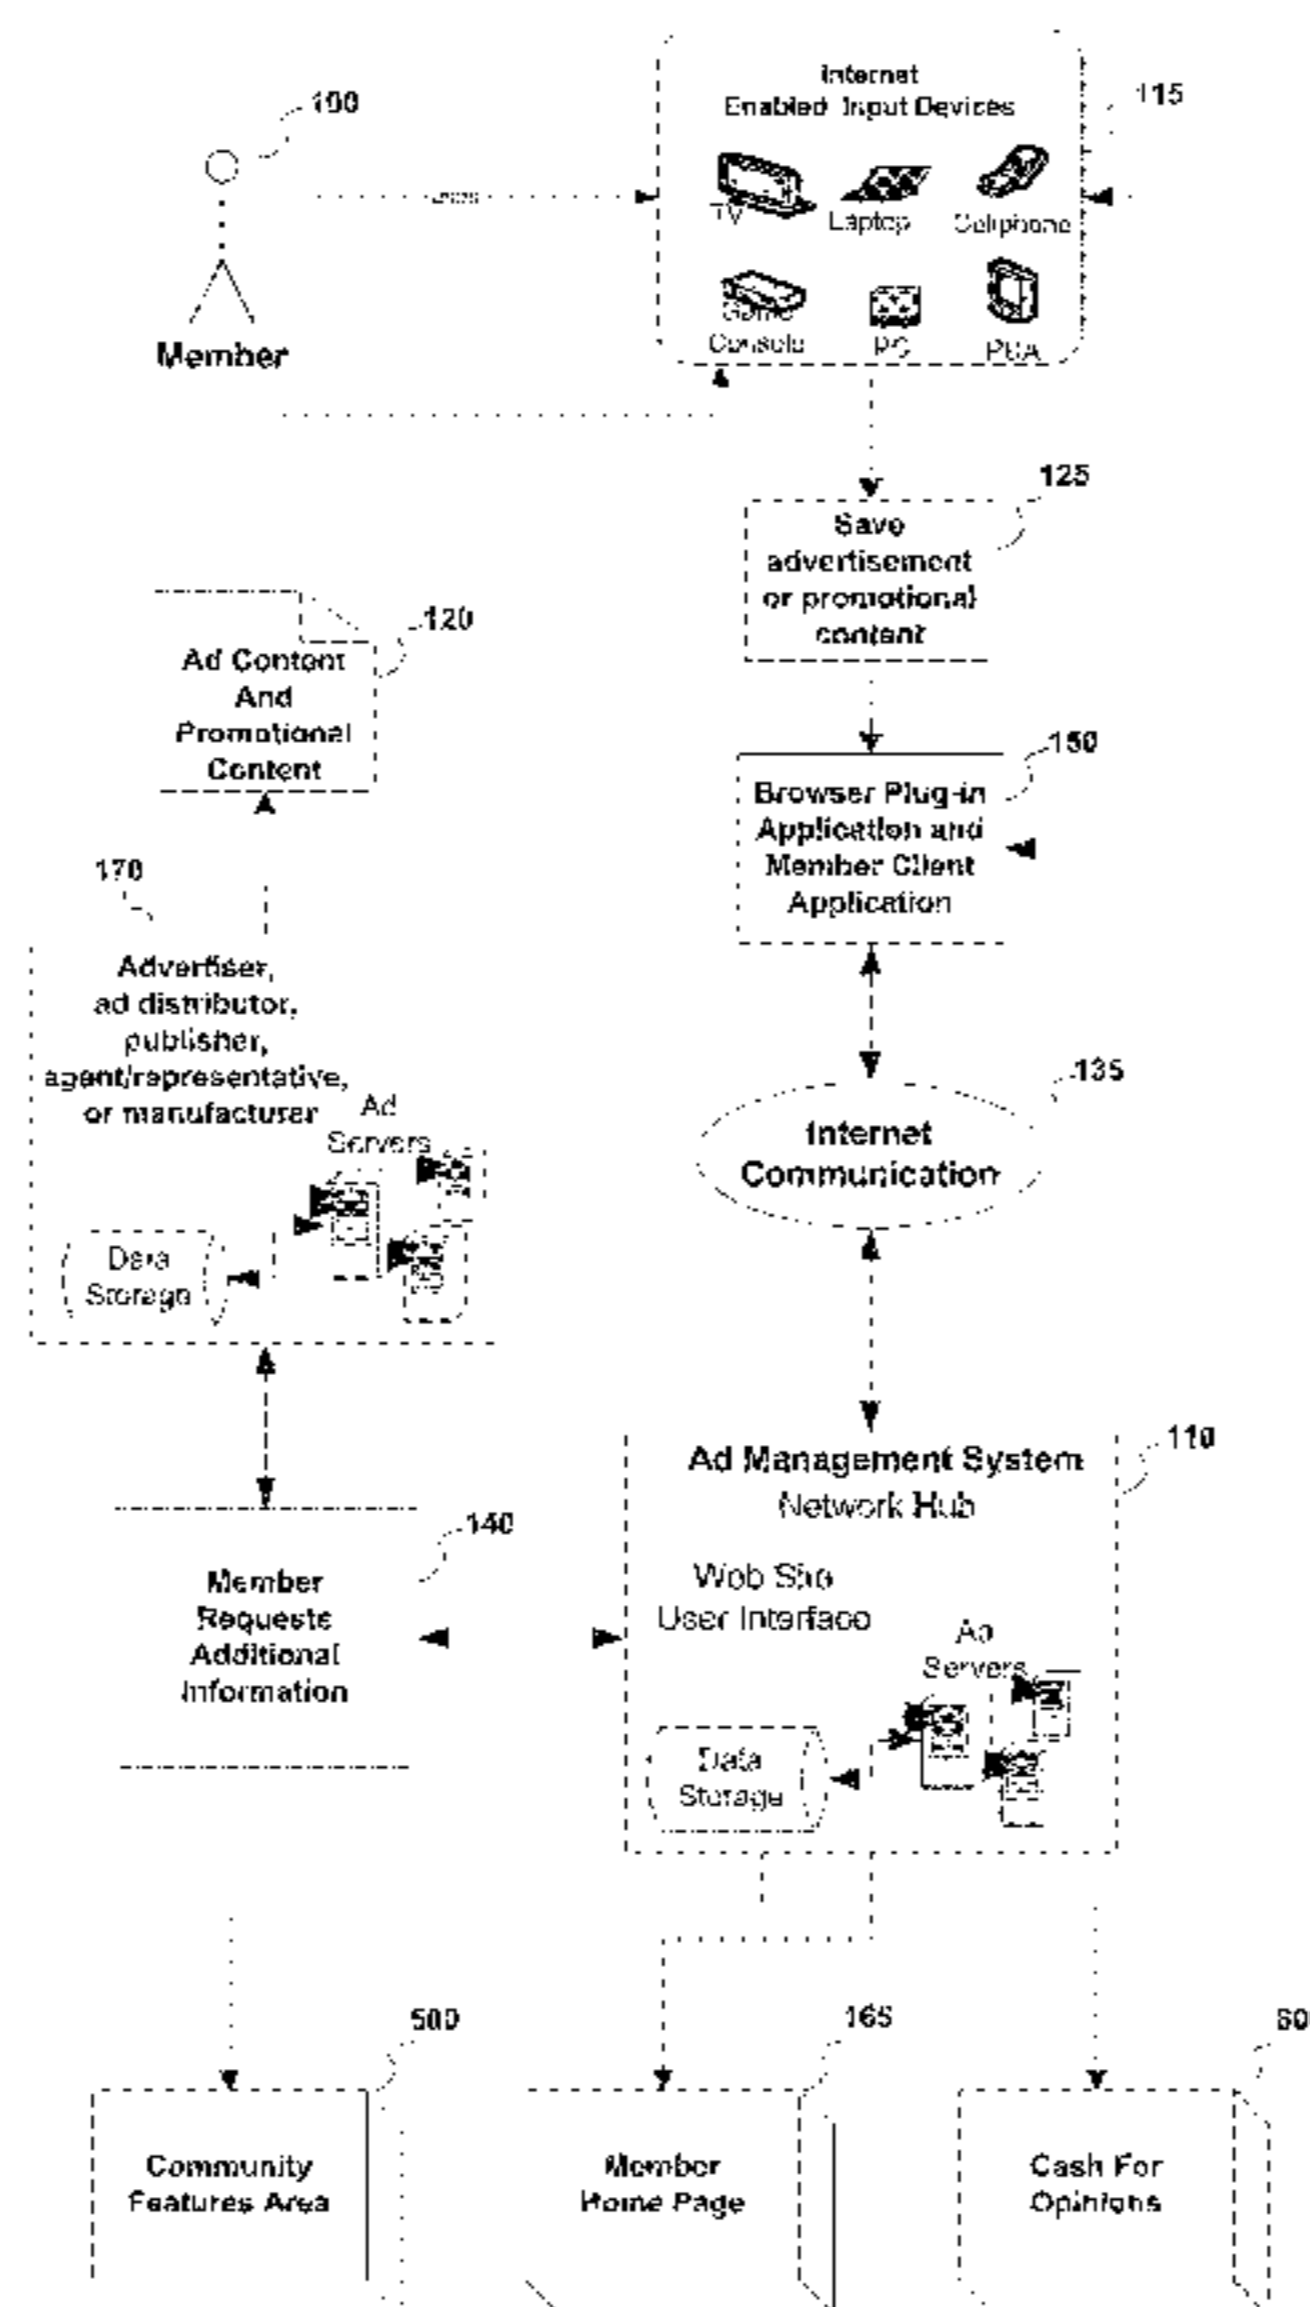 100
Member
Internet
Enabled Input Devices
115
TV
Laptop
Cellphone
Game
Console
PC
PDA
125
Save
advertisement
or promotional
content
120
Ad Content
And
Promotional
Content
150
Browser Plug-in
Application and
Member Client
Application
170
Advertiser,
ad distributor,
publisher,
agent/representative,
or manufacturer
Ad
Servers
Data
Storage
135
Internet
Communication
110
Ad Management System
Network Hub
Web Site
User Interface
Ad
Servers
Data
Storage
140
Member
Requests
Additional
Information
500
Community
Features Area
165
Member
Home Page
60
Cash For
Opinions